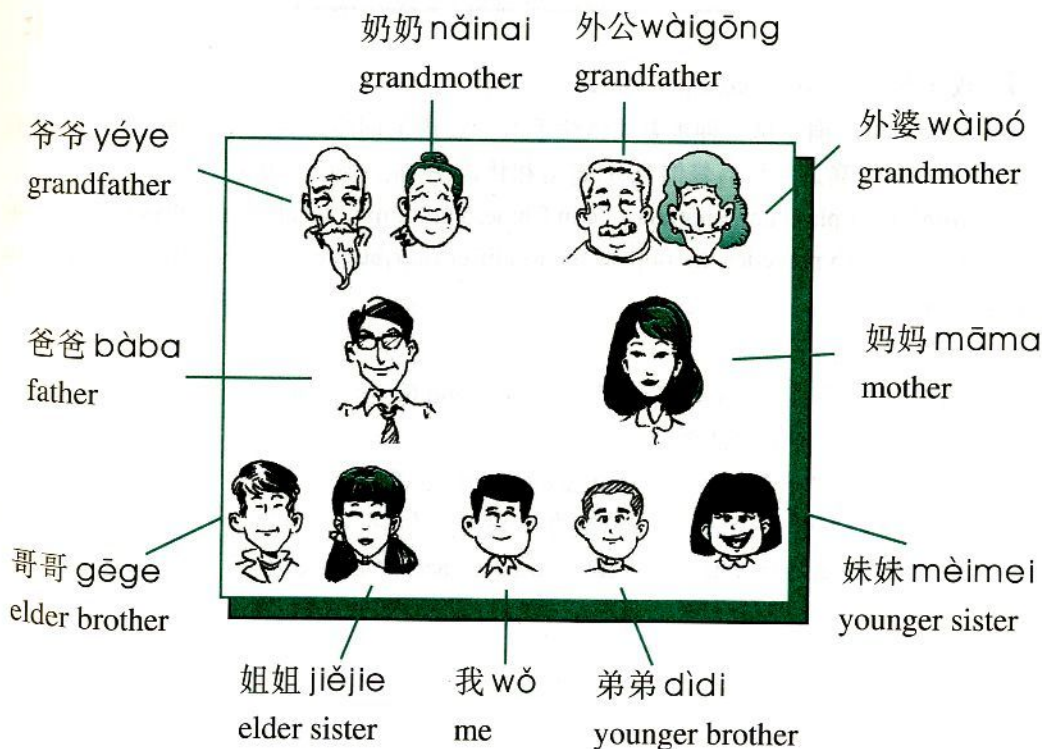 奶奶 nǎinai
grandmother
外公 wàigōng
grandfather
爷爷 yéye
grandfather
外婆 wàipó
grandmother
爸爸 bàba
father
妈妈 māma
mother
哥哥 gēge
elder brother
妹妹 mèimei
younger sister
姐姐 jiějie
elder sister
我 wǒ
me
弟弟 dìdi
younger brother